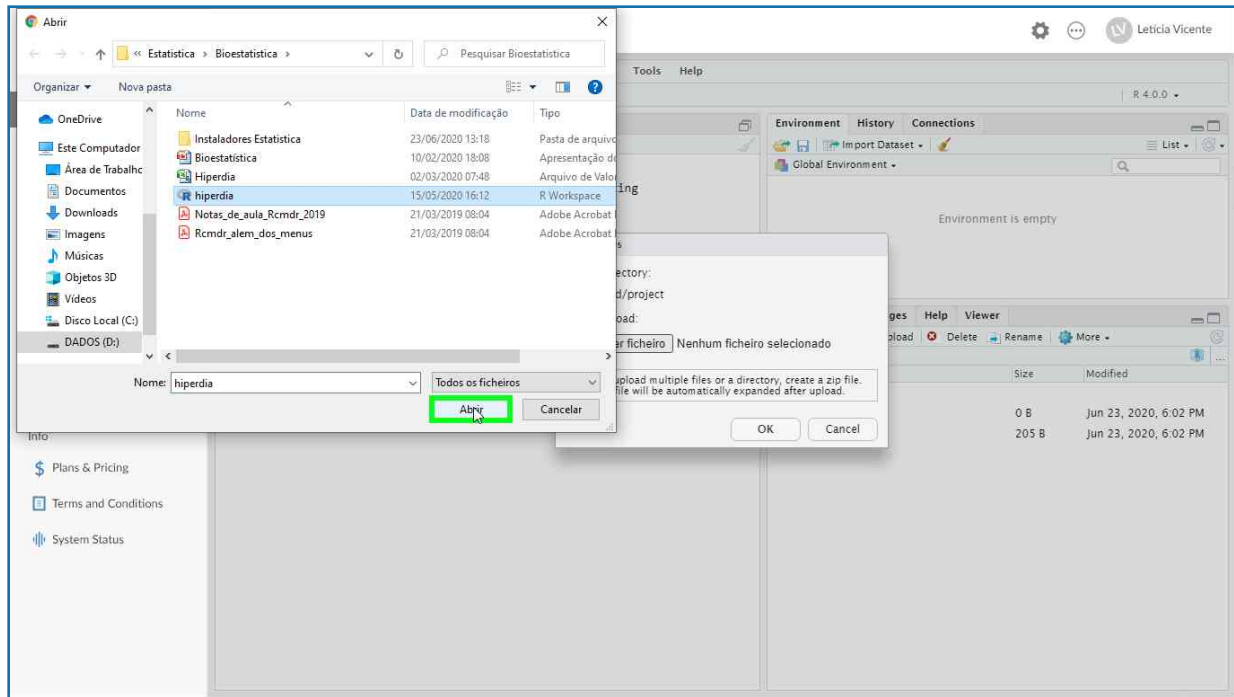 Abrir
« Estatistica > Bioestatística >
Pesquisar Bioestatística
Organizar
Nova pasta
OneDrive
Este Computador
Área de Trabalho
Documentos
Downloads
Imagens
Músicas
Objetos 3D
Vídeos
Disco Local (C:)
DADOS (D:)
Nome Data de modificação Tipo
Instaladores Estatistica 23/06/2020 13:18 Pasta de arquivo
Bioestatística 10/02/2020 18:08 Apresentação d
Hiperdia 02/03/2020 07:48 Arquivo de Valo
hiperdia 15/05/2020 16:12 R Workspace
Notas_de_aula_Rcmdr_2019 21/03/2019 08:04 Adobe Acrobat
Rcmdr_alem_dos_menus 21/03/2019 08:04 Adobe Acrobat
Nome: hiperdia
Todos os ficheiros
Abrir
Cancelar
LV Letícia Vicente
Tools Help
R 4.0.0
Environment History Connections
Import Dataset
List
Global Environment
Environment is empty
ing
s
ectory:
d/project
oad:
er ficheiro Nenhum ficheiro selecionado
upload multiple files or a directory, create a zip file.
file will be automatically expanded after upload.
OK Cancel
ges Help Viewer
pload Delete Rename More
Size Modified
0 B Jun 23, 2020, 6:02 PM
205 B Jun 23, 2020, 6:02 PM
Info
Plans & Pricing
Terms and Conditions
System Status